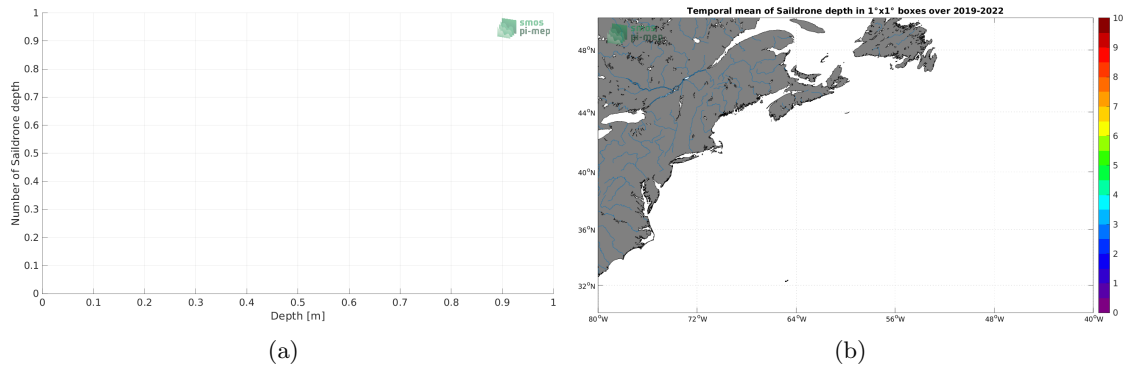 1
0.9
0.8
0.7
0.6
0.5
0.4
0.3
0.2
0.1
0
Number of Saildrone depth
0 0.1 0.2 0.3 0.4 0.5 0.6 0.7 0.8 0.9 1
Depth [m]
smos
pi-mep
(a)
Temporal mean of Saildrone depth in 1°x1° boxes over 2019-2022
smos
pi-mep
48°N
44°N
40°N
36°N
32°N
80°W 72°W 64°W 56°W 48°W 40°W
10
9
8
7
6
5
4
3
2
1
0
(b)